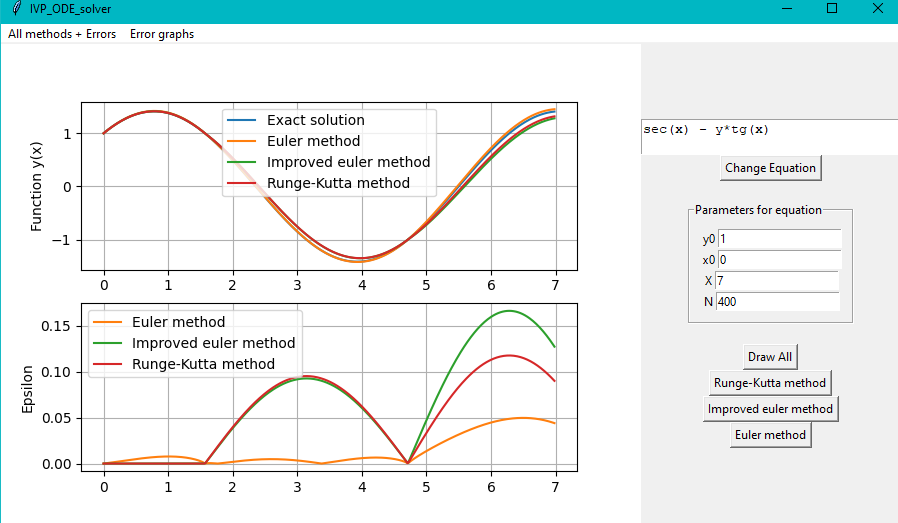 IVP_ODE_solver
All methods + Errors Error graphs
Function y(x)
1
0
−1
Exact solution
Euler method
Improved euler method
Runge-Kutta method
0 1 2 3 4 5 6 7
Epsilon
0.15
0.10
0.05
0.00
Euler method
Improved euler method
Runge-Kutta method
0 1 2 3 4 5 6 7
sec(x) - y*tg(x)
Change Equation
Parameters for equation
y0 1
x0 0
X 7
N 400
Draw All
Runge-Kutta method
Improved euler method
Euler method